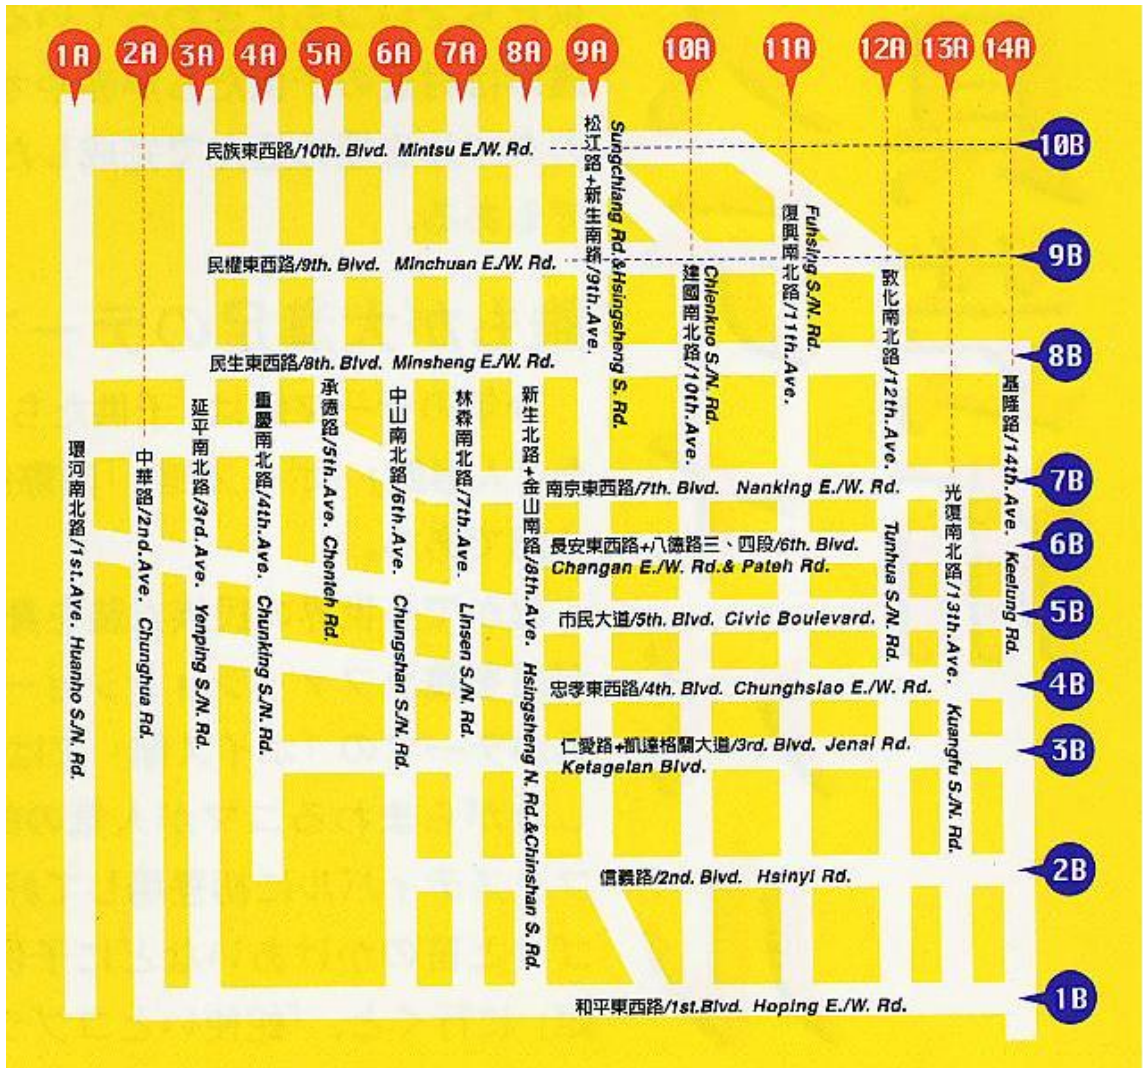 1A
2A
3A
4A
5A
6A
7A
8A
9A
10A
11A
12A
13A
14A
民族東西路/10th. Blvd. Mintsu E./W. Rd.
10B
民權東西路/9th. Blvd. Minchuan E./W. Rd.
9B
民生東西路/8th. Blvd. Minsheng E./W. Rd.
8B
南京東西路/7th. Blvd. Nanking E./W. Rd.
7B
長安東西路+八德路三、四段/6th. Blvd.
Changan E./W. Rd.& Pateh Rd.
6B
市民大道/5th. Blvd. Civic Boulevard.
5B
忠孝東西路/4th. Blvd. Chunghsiao E./W. Rd.
4B
仁愛路+凱達格蘭大道/3rd. Blvd. Jenai Rd.
Ketagelan Blvd.
3B
信義路/2nd. Blvd. Hsinyi Rd.
2B
和平東西路/1st.Blvd. Hoping E./W. Rd.
1B
環河南北路/1st.Ave. Huanho S./N. Rd.
中華路/2nd.Ave. Chunghua Rd.
延平南北路/3rd.Ave. Yenping S./N. Rd.
重慶南北路/4th.Ave. Chunking S./N. Rd.
承德路/5th.Ave. Chenteh Rd.
中山南北路/6th.Ave. Chungshan S./N. Rd.
林森南北路/7th.Ave. Linsen S./N. Rd.
新生北路+金山南路/8th.Ave. Hsingsheng N. Rd.&Chinshan S. Rd.
松江路+新生南路/9th.Ave.
Sungchiang Rd.&Hsingsheng S. Rd.
建國南北路/10th.Ave.
Chienkuo S./N. Rd.
復興南北路/11th.Ave.
Fuhsing S./N. Rd.
敦化南北路/12th.Ave. Tunhua S./N. Rd.
光復南北路/13th.Ave. Kuangfu S./N. Rd.
基隆路/14th.Ave. Keelung Rd.